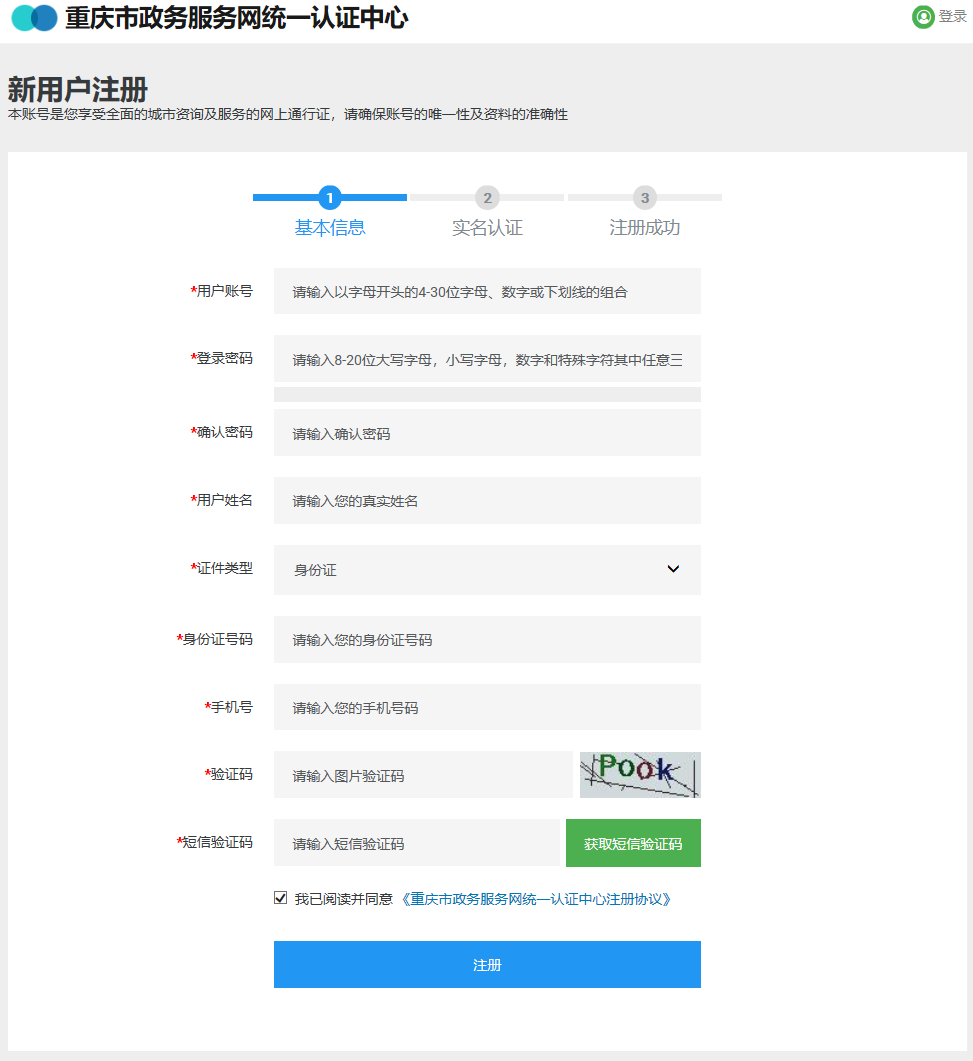 重庆市政务服务网统一认证中心
登录
新用户注册
本账号是您享受全面的城市咨询及服务的网上通行证，请确保账号的唯一性及资料的准确性
1 2 3
基本信息 实名认证 注册成功
*用户账号 请输入以字母开头的4-30位字母、数字或下划线的组合
*登录密码 请输入8-20位大写字母，小写字母，数字和特殊字符其中任意三
*确认密码 请输入确认密码
*用户姓名 请输入您的真实姓名
*证件类型 身份证
*身份证号码 请输入您的身份证号码
*手机号 请输入您的手机号码
*验证码 请输入图片验证码 Pook
*短信验证码 请输入短信验证码 获取短信验证码
我已阅读并同意《重庆市政务服务网统一认证中心注册协议》
注册